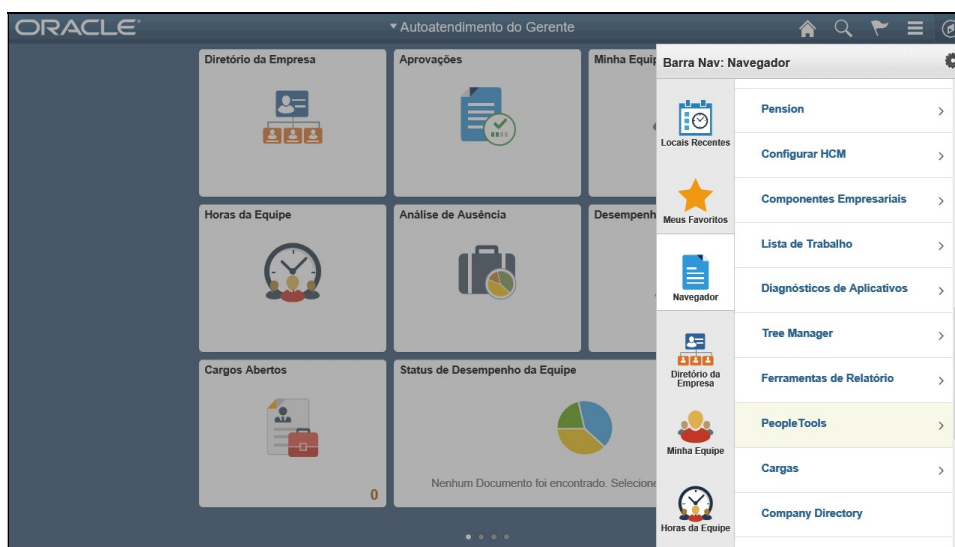 ORACLE
Autoatendimento do Gerente
Diretório da Empresa
Aprovações
Minha Equip
Horas da Equipe
Análise de Ausência
Desempenh
Cargos Abertos
0
Status de Desempenho da Equipe
Nenhum Documento foi encontrado. Selecione
Barra Nav: Navegador
Locais Recentes
Meus Favoritos
Navegador
Diretório da
Empresa
Minha Equipe
Horas da Equipe
Pension
Configurar HCM
Componentes Empresariais
Lista de Trabalho
Diagnósticos de Aplicativos
Tree Manager
Ferramentas de Relatório
PeopleTools
Cargas
Company Directory